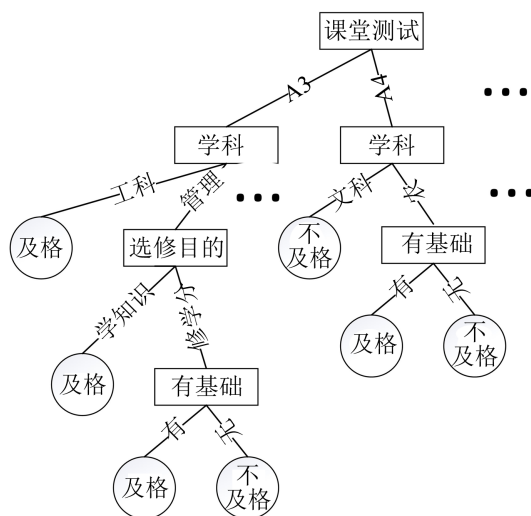 课堂测试
A3
A4
学科
学科
工科
管理
文科
农
及格
选修目的
不
及格
有基础
学知识
修学分
有
无
及格
有基础
及格
不
及格
有
无
及格
不
及格